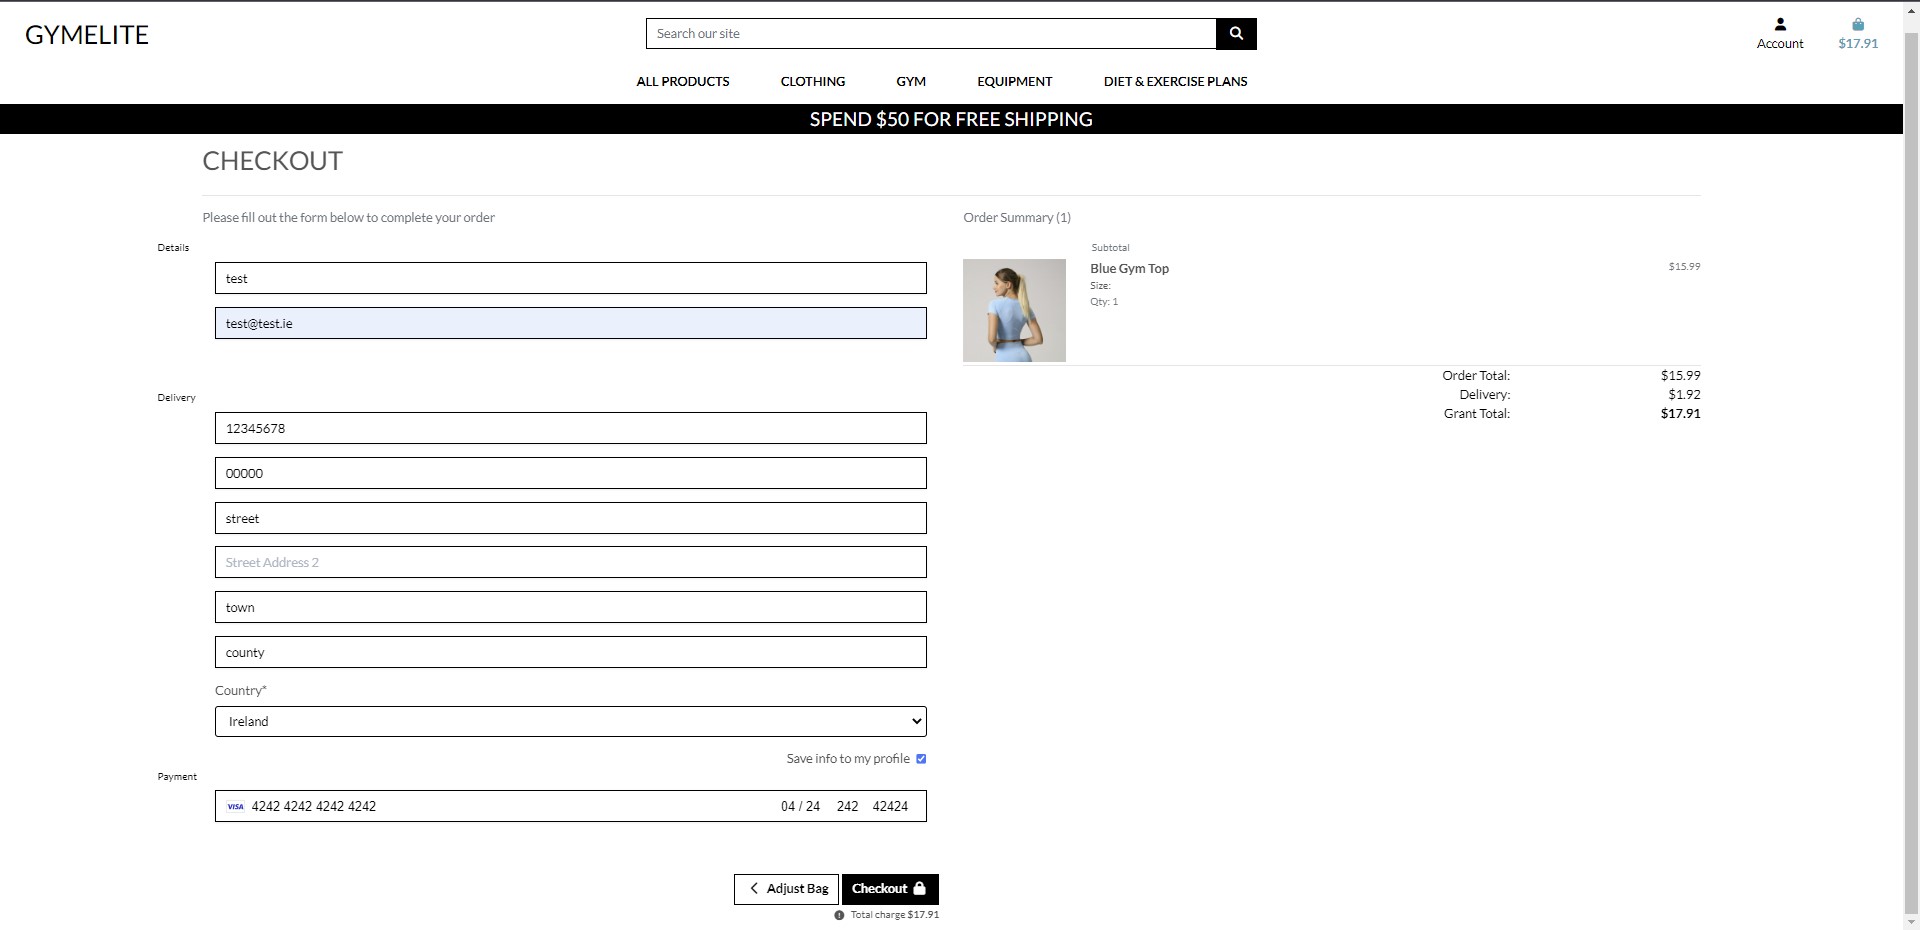 GYMELITE
Search our site
Account
$17.91
ALL PRODUCTS CLOTHING GYM EQUIPMENT DIET & EXERCISE PLANS
SPEND $50 FOR FREE SHIPPING
CHECKOUT
Please fill out the form below to complete your order
Details
test
test@test.ie
Delivery
12345678
00000
street
Street Address 2
town
county
Country*
Ireland
Save info to my profile
Payment
VISA 4242 4242 4242 4242 04 / 24 242 42424
Adjust Bag Checkout
Total charge $17.91
Order Summary (1)
Subtotal
Blue Gym Top $15.99
Size:
Qty: 1
Order Total: $15.99
Delivery: $1.92
Grant Total: $17.91